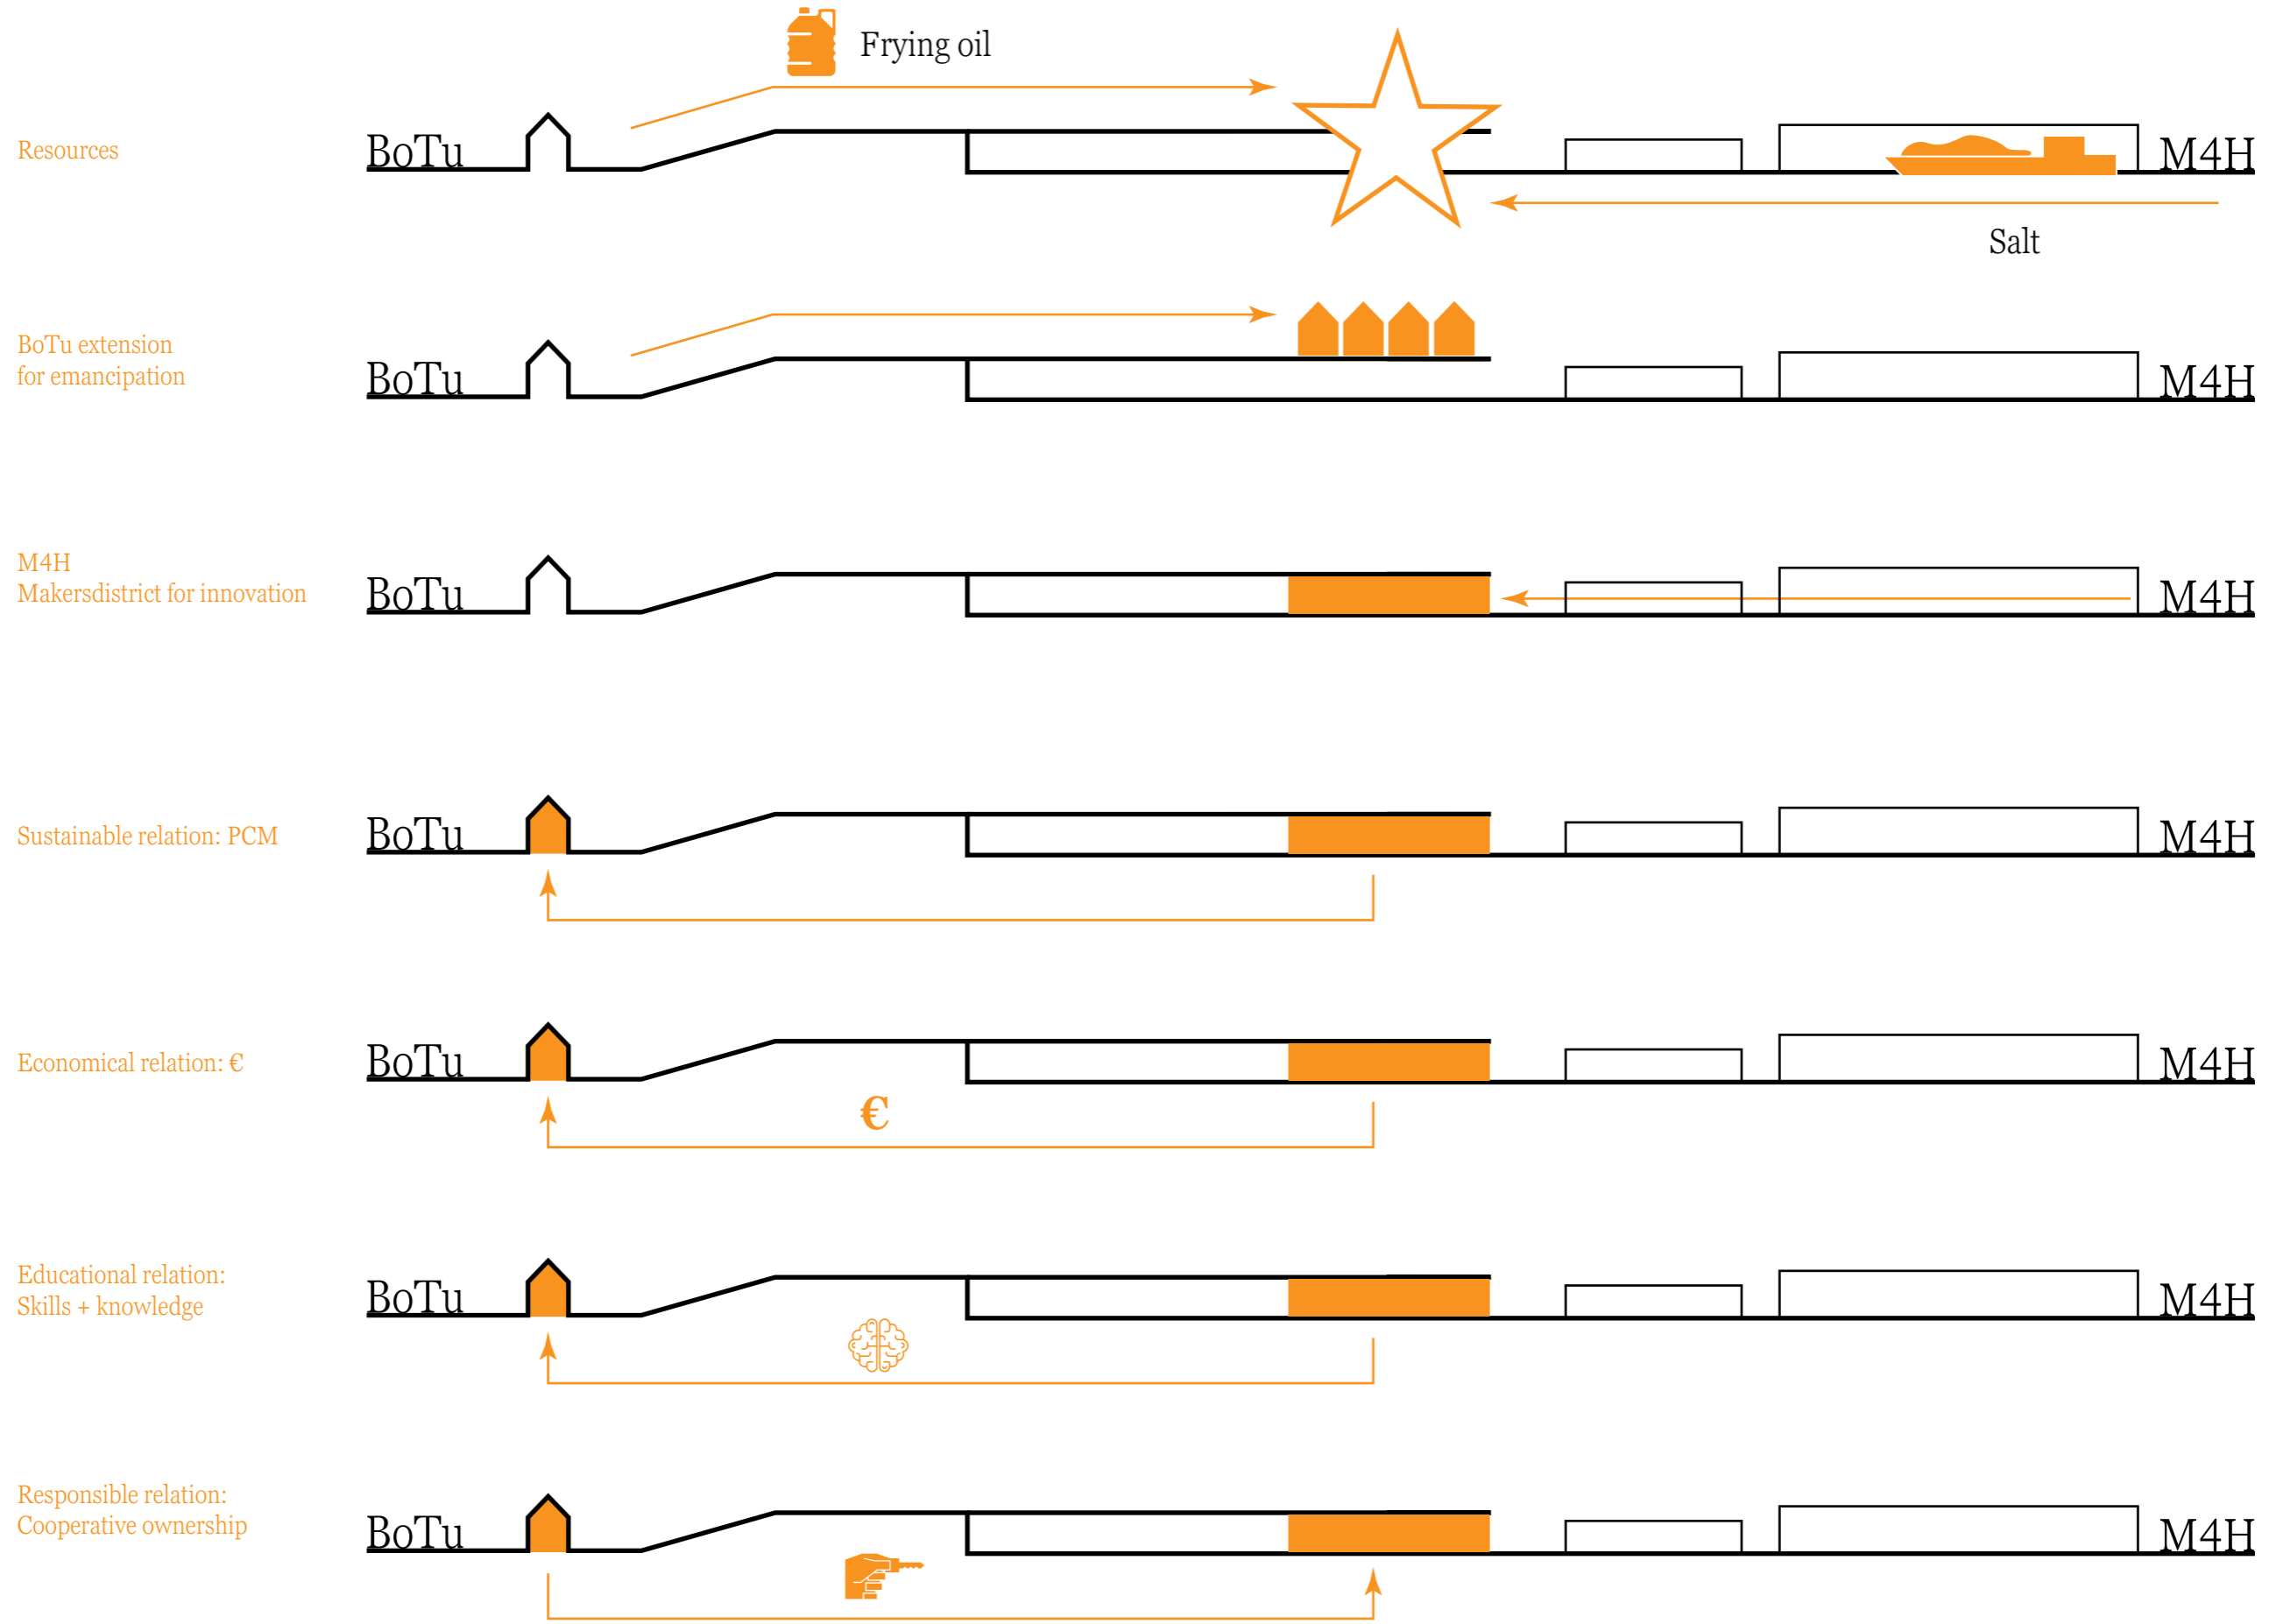 Frying oil
Resources
BoTu
M4H
Salt
BoTu extension
for emancipation
BoTu
M4H
M4H
Makersdistrict for innovation
BoTu
M4H
Sustainable relation: PCM
BoTu
M4H
Economical relation: €
BoTu
M4H
€
Educational relation:
Skills + knowledge
BoTu
M4H
Responsible relation:
Cooperative ownership
BoTu
M4H